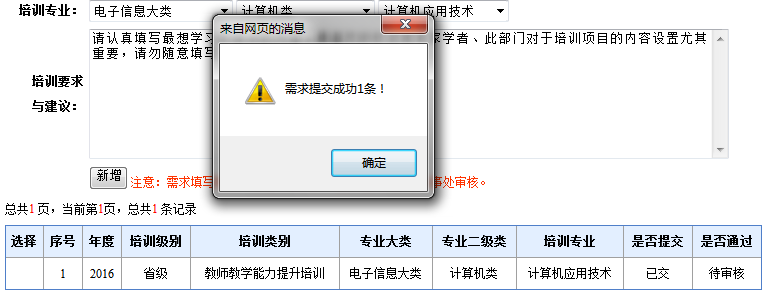 培训专业： 电子信息大类 计算机类 计算机应用技术
来自网页的消息
请认真填写最想学习 家学者、此部门对于培训项目的内容设置尤其
重要，请勿随意填写
培训要求
与建议：
需求提交成功1条！
确定
新增 注意：需求填写 事处审核。
总共1 页，当前第1页，总共1 条记录
选择 序号 年度 培训级别 培训类别 专业大类 专业二级类 培训专业 是否提交 是否通过
1 2016 省级 教师教学能力提升培训 电子信息大类 计算机类 计算机应用技术 已交 待审核